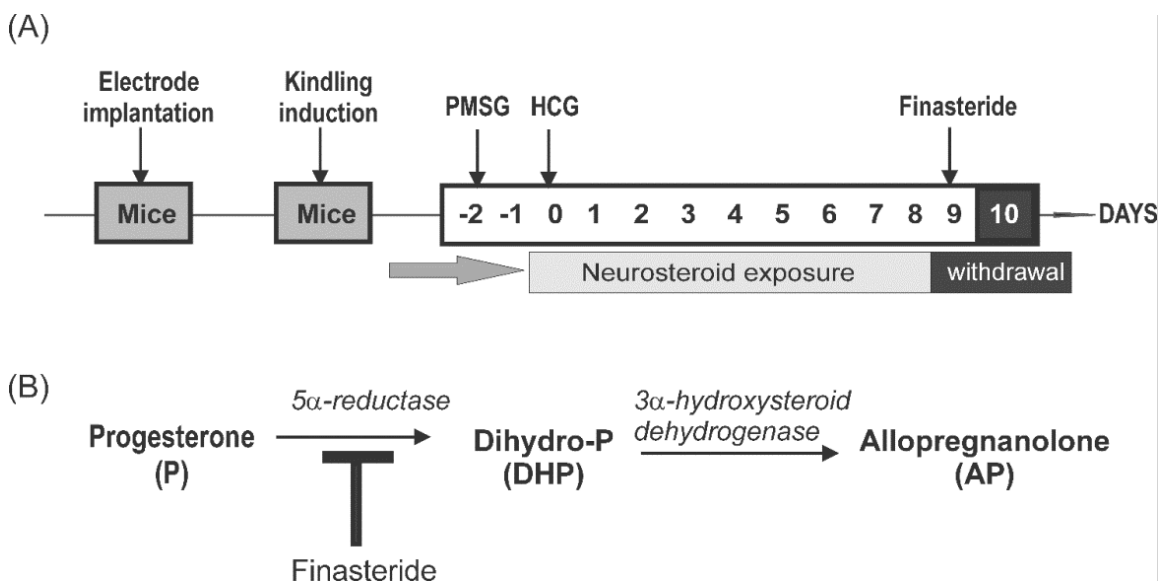 (A)
Electrode
implantation
Kindling
induction
PMSG
HCG
Finasteride
Mice
Mice
-2 -1 0 1 2 3 4 5 6 7 8 9 10
DAYS
Neurosteroid exposure
withdrawal
(B)
5α-reductase
3α-hydroxysteroid
dehydrogenase
Progesterone
(P)
Dihydro-P
(DHP)
Allopregnanolone
(AP)
Finasteride